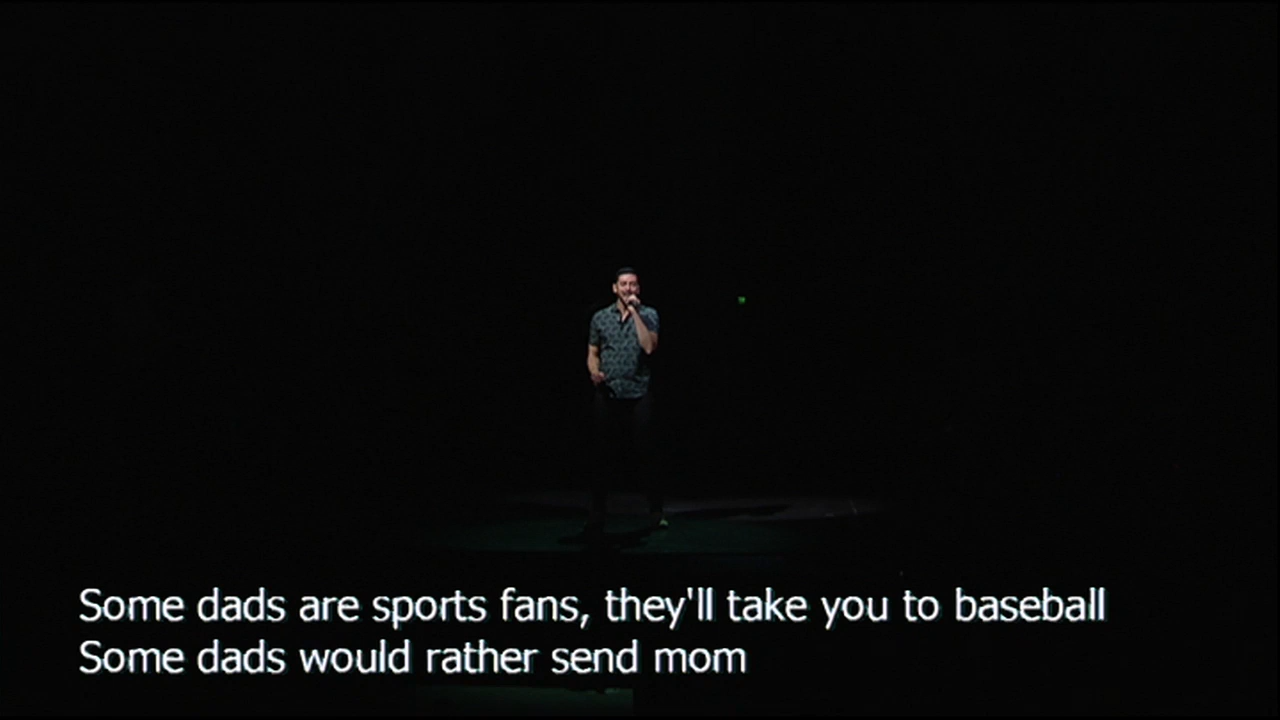 Some dads are sports fans, they'll take you to baseball
Some dads would rather send mom